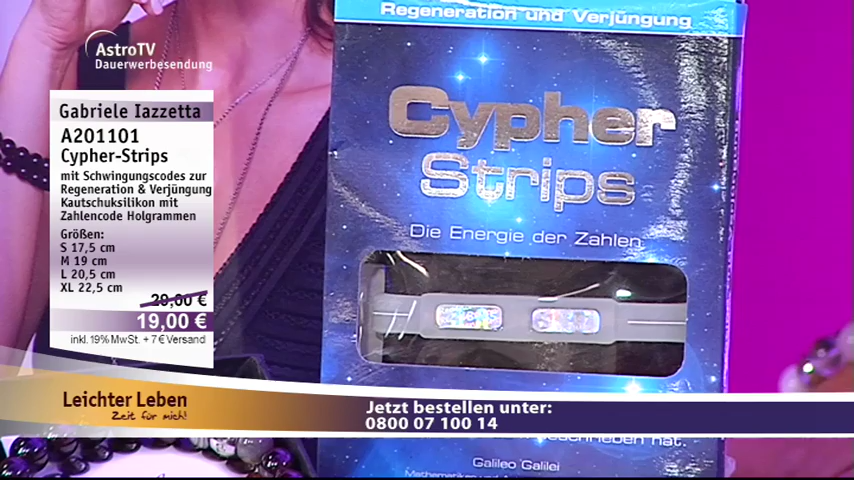 Regeneration und Verjüngung
AstroTV
Dauerwerbesendung
Gabriele Iazzetta
A201101
Cypher-Strips
mit Schwingungscodes zur
Regeneration & Verjüngung
Kautschuksilikon mit
Zahlencode Holgrammen
Größen:
S 17,5 cm
M 19 cm
L 20,5 cm
XL 22,5 cm
29,00 €
19,00 €
inkl. 19% MwSt. + 7 € Versand
Cypher
Strips
Die Energie der Zahlen
Leichter Leben
Zeit für mich!
Jetzt bestellen unter:
0800 07 100 14
hat.
Galileo Galilei